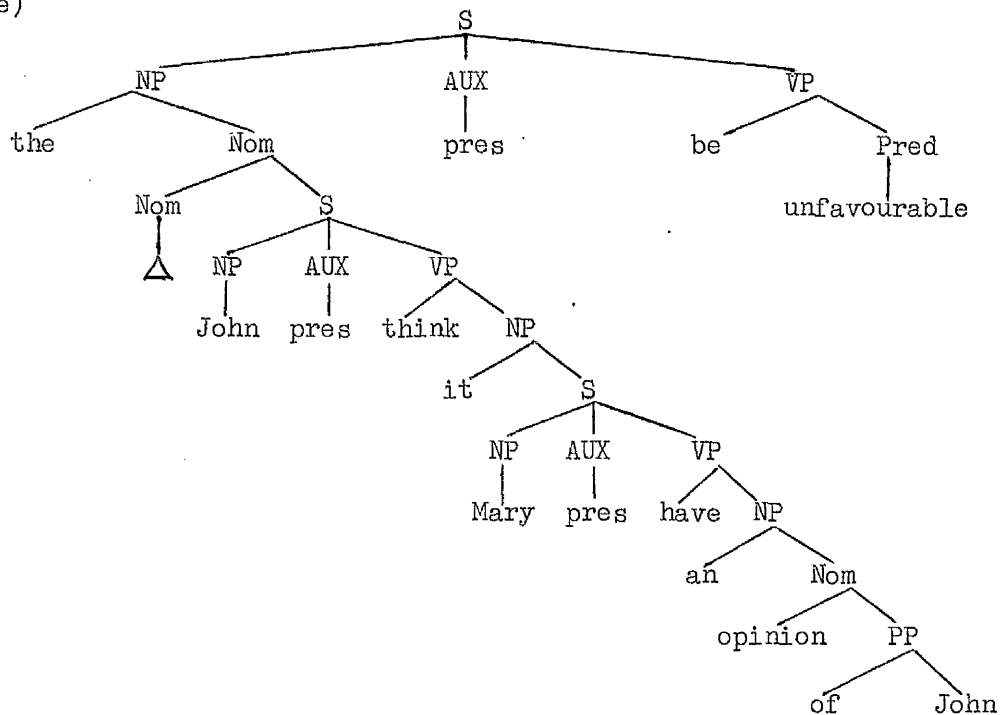 e)
S
NP AUX VP
the Nom pres be Pred
Nom S unfavourable
△ NP AUX VP
John pres think NP
it S
NP AUX VP
Mary pres have NP
an Nom
opinion PP
of John